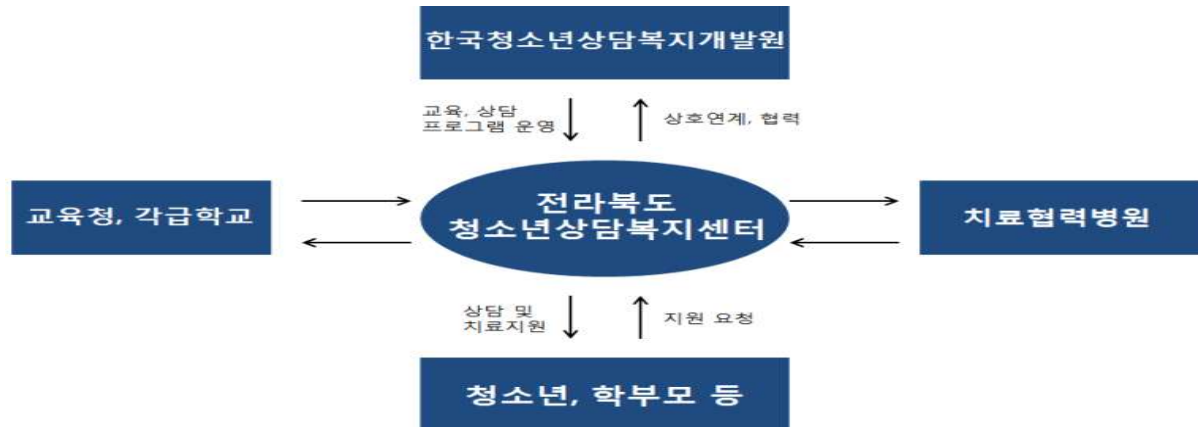 한국청소년상담복지개발원
교육, 상담
프로그램 운영
상호연계, 협력
교육청, 각급학교
전라북도
청소년상담복지센터
치료협력병원
상담 및
치료지원
지원 요청
청소년, 학부모 등